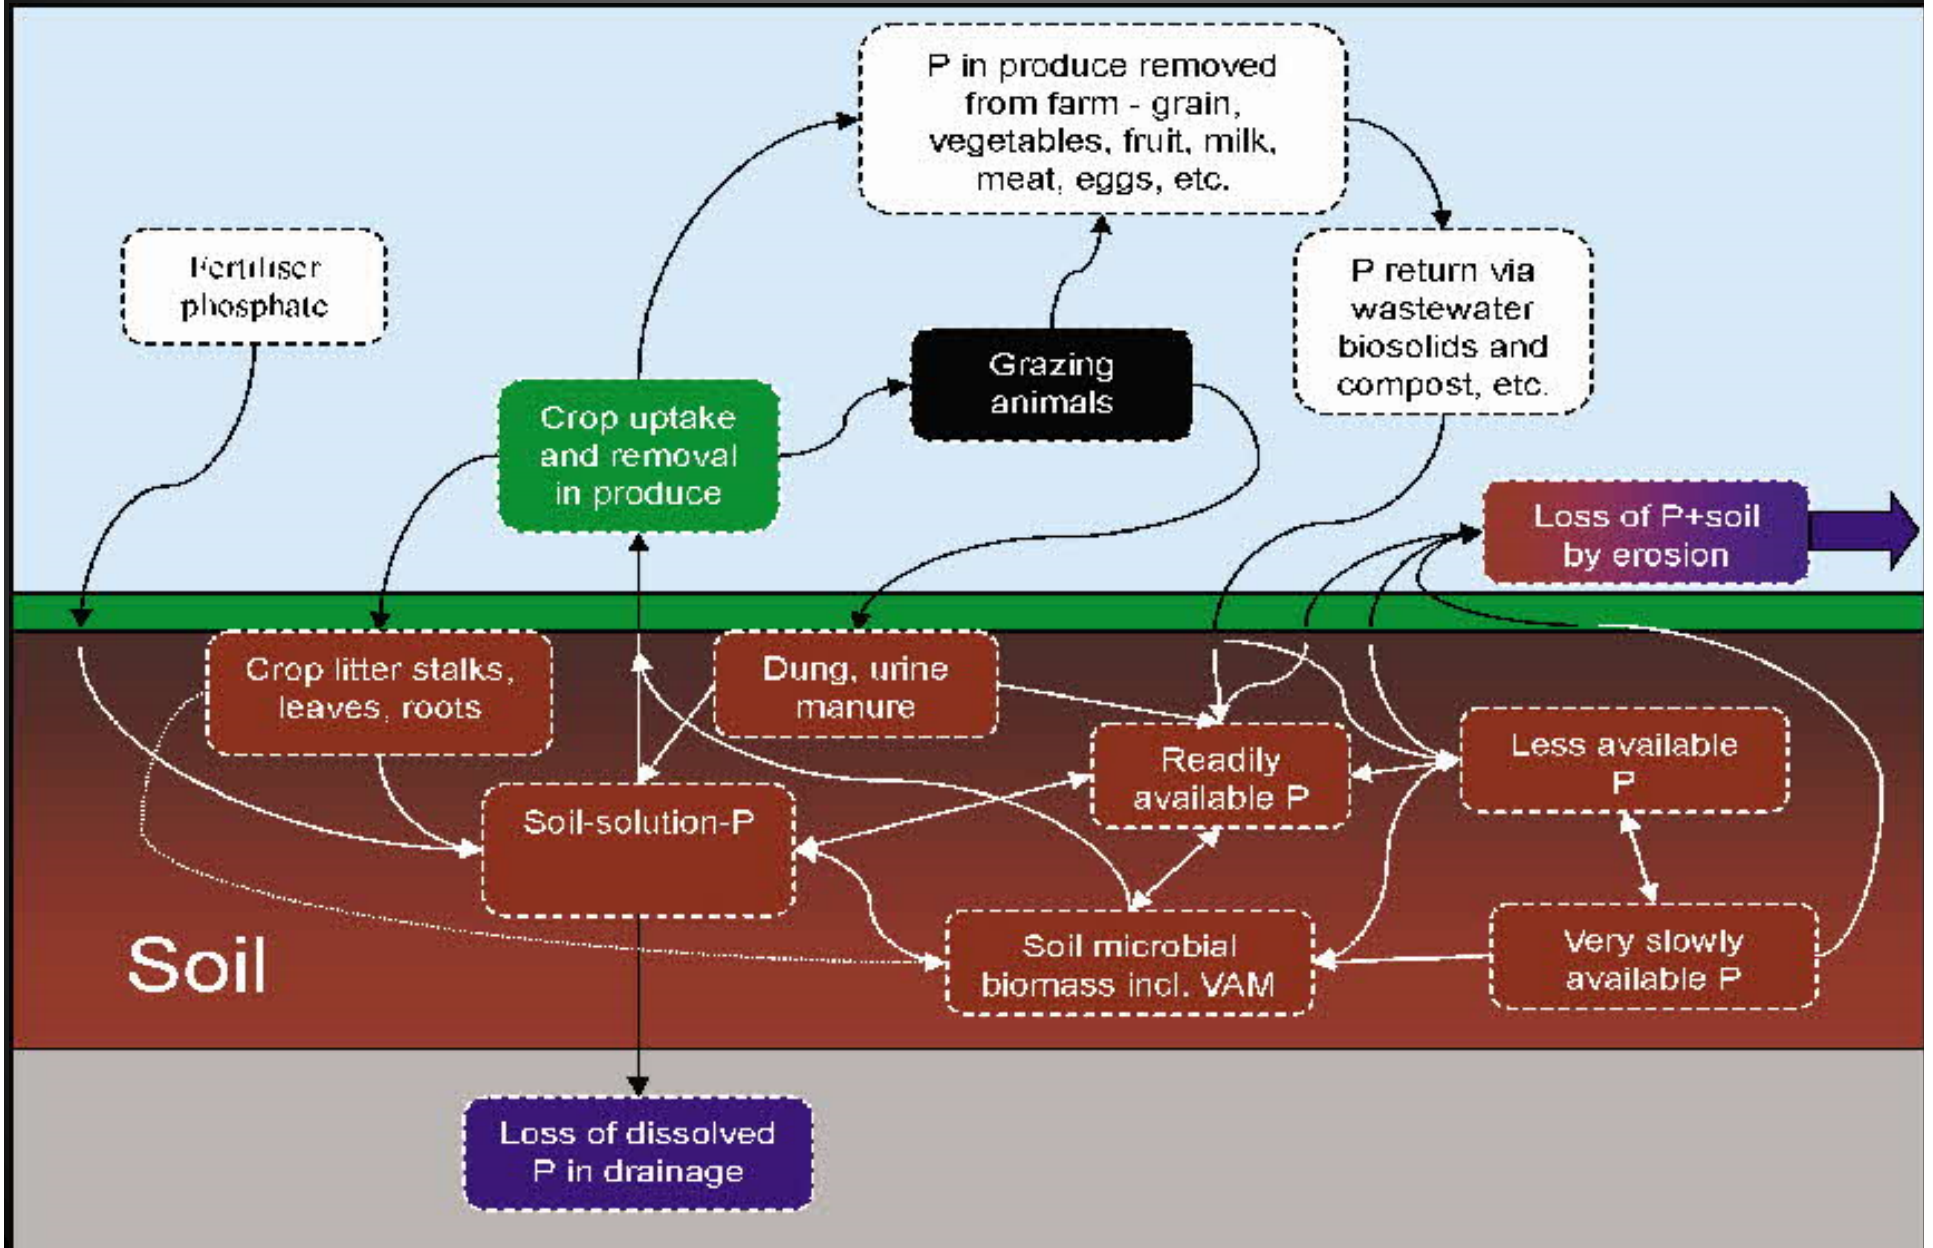 P in produce removed
from farm - grain,
vegetables, fruit, milk,
meat, eggs, etc.
Fertiliser
phosphate
P return via
wastewater
biosolids and
compost, etc.
Grazing
animals
Crop uptake
and removal
in produce
Loss of P+soil
by erosion
Crop litter stalks,
leaves, roots
Dung, urine
manure
Readily
available P
Less available
P
Soil-solution-P
Soil microbial
biomass incl. VAM
Very slowly
available P
Soil
Loss of dissolved
P in drainage